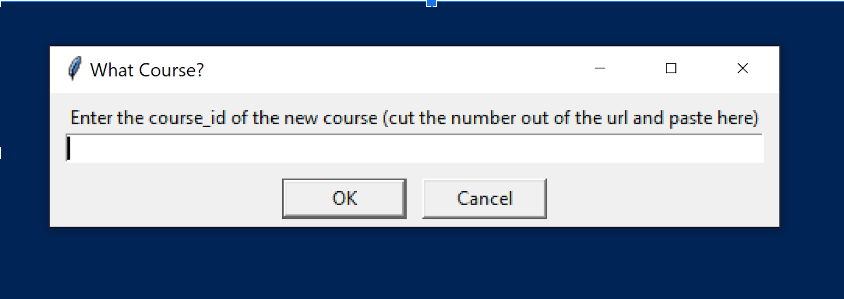 What Course?
Enter the course_id of the new course (cut the number out of the url and paste here)
OK Cancel